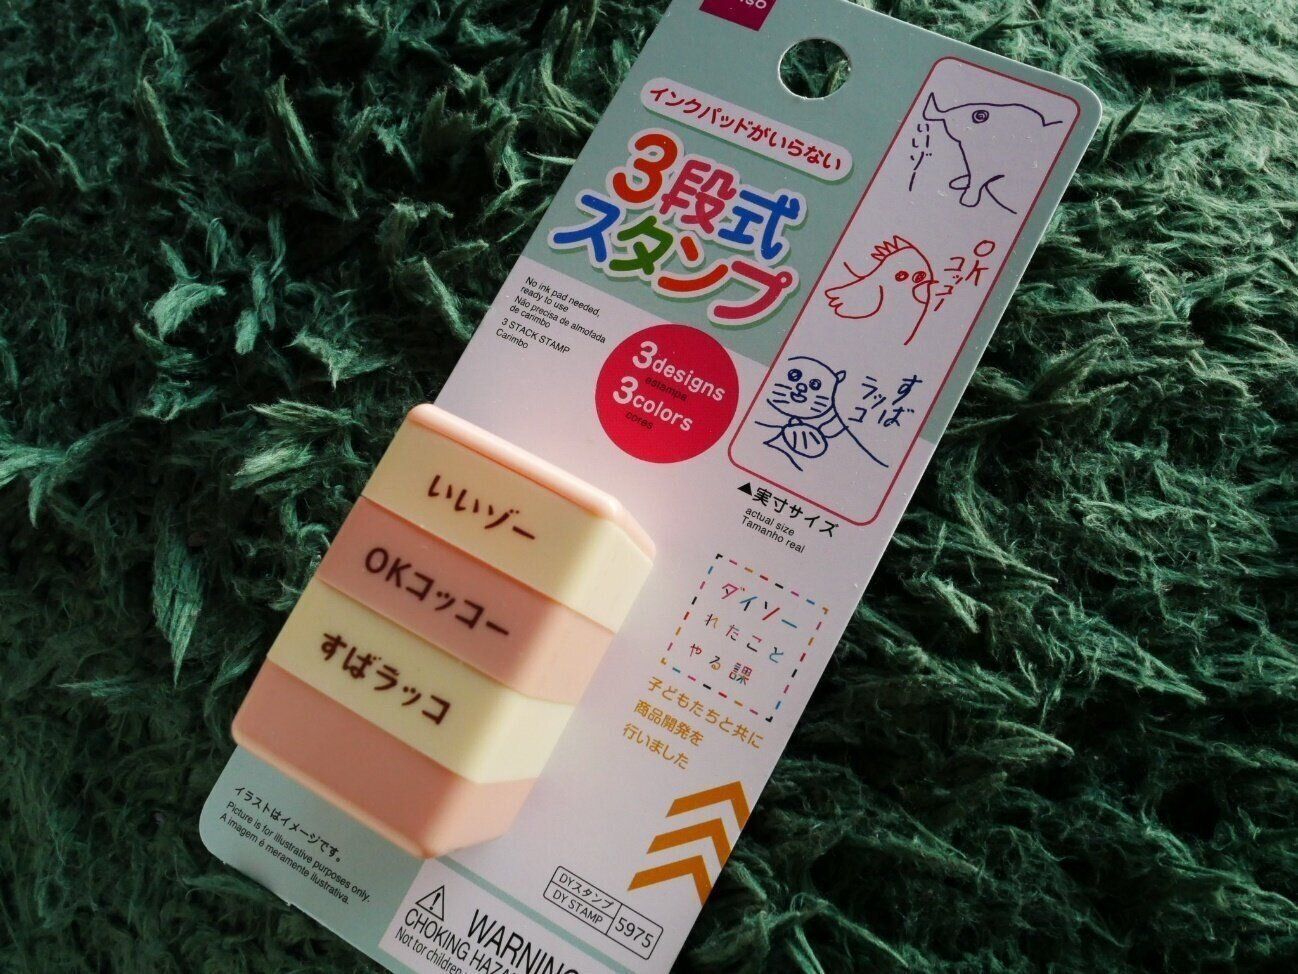 インクパッドがいらない
3段式
スタンプ
No ink pad needed,
ready to use
Não precisa de almofada
de carimbo
3 STACK STAMP
Carimbo
3designs
estampa
3colors
cores
いいゾー
OK
コッコー
すば
ラッコ
▲実寸サイズ
actual size
Tamanho real
いいゾー
OKコッコー
すばラッコ
ダイソー
れたこと
やる課
子どもたちと共に
商品開発を
行いました
イラストはイメージです。
Picture is for illustrative purposes only.
A imagem é meramente ilustrativa.
DYスタンプ
DY STAMP
5975
WARNING
CHOKING HAZA
Not for children